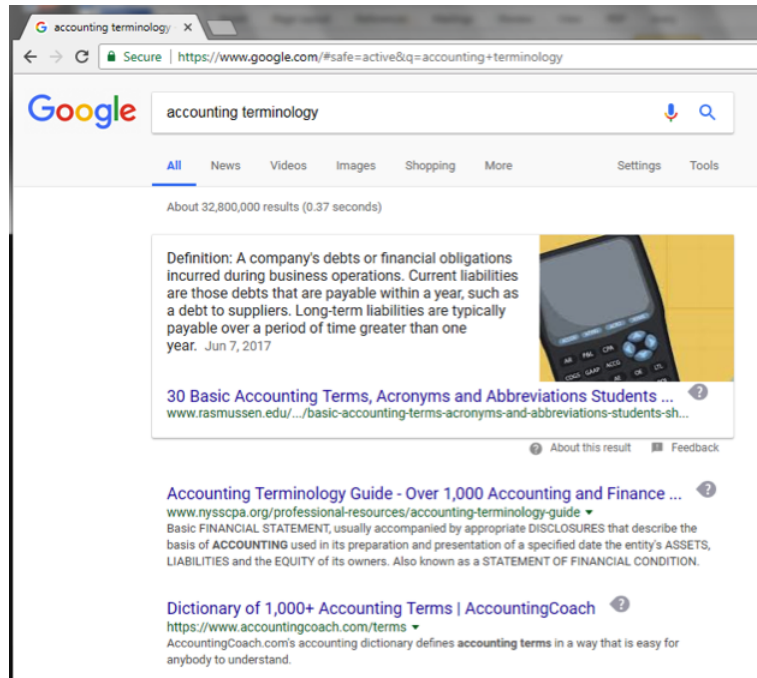 accounting terminology
Secure | https://www.google.com/#safe=active&q=accounting+terminology
Google
accounting terminology
All News Videos Images Shopping More Settings Tools
About 32,800,000 results (0.37 seconds)
Definition: A company's debts or financial obligations
incurred during business operations. Current liabilities
are those debts that are payable within a year, such as
a debt to suppliers. Long-term liabilities are typically
payable over a period of time greater than one
year. Jun 7, 2017
AR P&L CPA
COGS GAAP ACCG
AE OE LTL
30 Basic Accounting Terms, Acronyms and Abbreviations Students ...
www.rasmussen.edu/.../basic-accounting-terms-acronyms-and-abbreviations-students-sh...
About this result Feedback
Accounting Terminology Guide - Over 1,000 Accounting and Finance ...
www.nysscpa.org/professional-resources/accounting-terminology-guide
Basic FINANCIAL STATEMENT, usually accompanied by appropriate DISCLOSURES that describe the
basis of ACCOUNTING used in its preparation and presentation of a specified date the entity's ASSETS,
LIABILITIES and the EQUITY of its owners. Also known as a STATEMENT OF FINANCIAL CONDITION.
Dictionary of 1,000+ Accounting Terms | AccountingCoach
https://www.accountingcoach.com/terms
AccountingCoach.com's accounting dictionary defines accounting terms in a way that is easy for
anybody to understand.